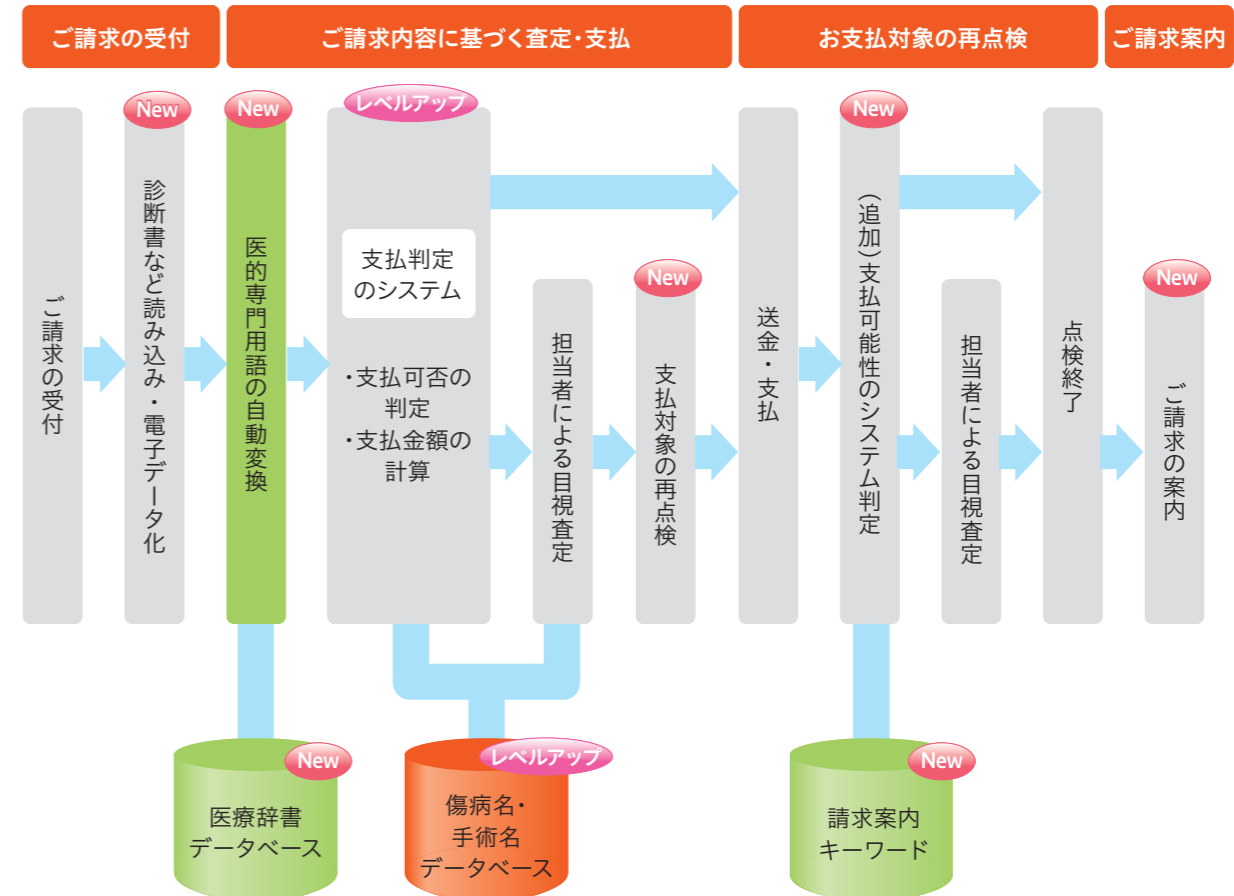 ご請求の受付
ご請求内容に基づく査定・支払
お支払対象の再点検
ご請求案内
ご請求の受付
New
診断書など読み込み・電子データ化
New
医的専門用語の自動変換
レベルアップ
支払判定
のシステム
・支払可否の
判定
・支払金額の
計算
担当者による目視査定
New
支払対象の再点検
送金・支払
New
（追加）支払可能性のシステム判定
担当者による目視査定
点検終了
New
ご請求の案内
New
医療辞書
データベース
レベルアップ
傷病名・
手術名
データベース
New
請求案内
キーワード